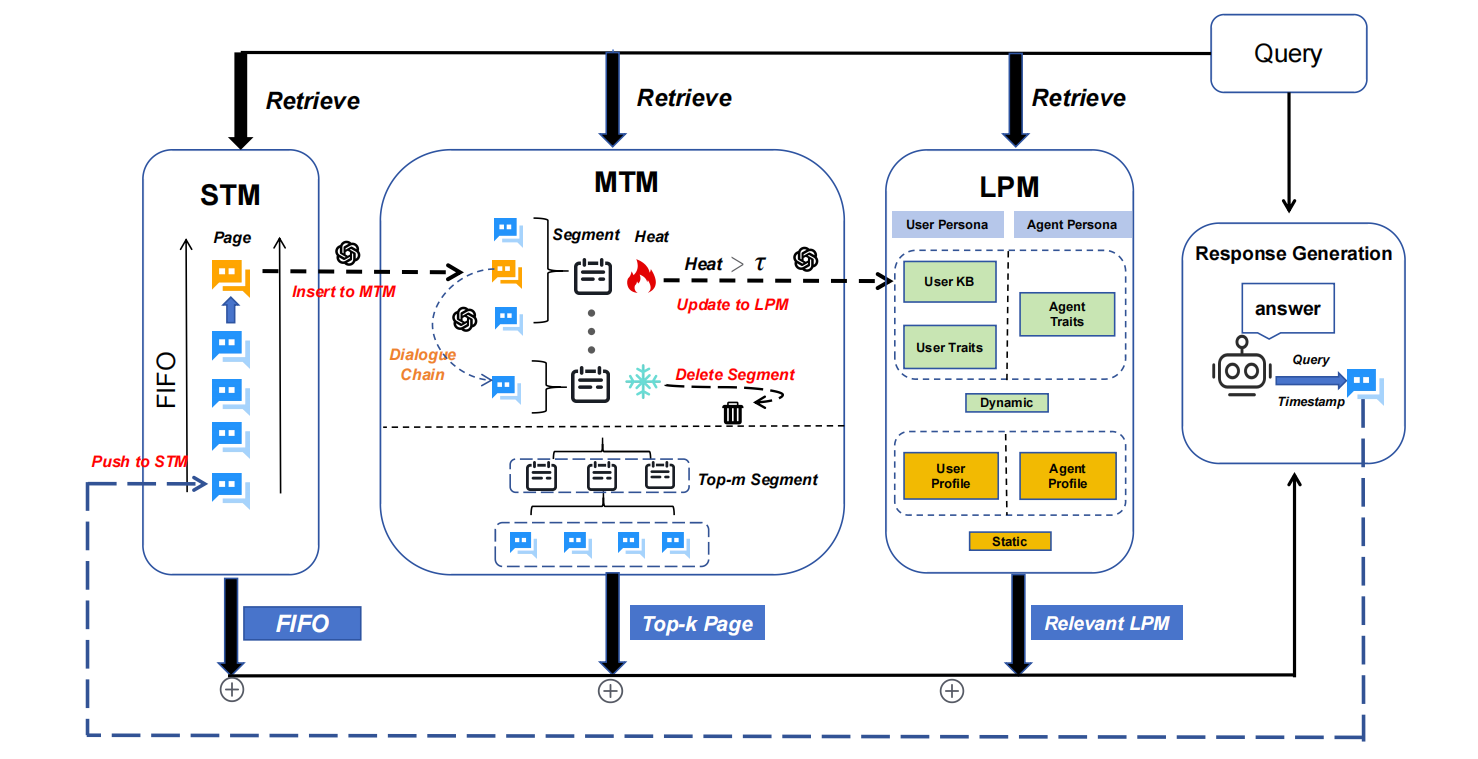 Query
Retrieve
Retrieve
Retrieve
STM
Page
FIFO
Push to STM
Insert to MTM
MTM
Segment
Heat
Dialogue
Chain
Heat > τ
Update to LPM
Delete Segment
Top-m Segment
LPM
User Persona
Agent Persona
User KB
Agent
Traits
User Traits
Dynamic
User
Profile
Agent
Profile
Static
Response Generation
answer
Query
Timestamp
FIFO
Top-k Page
Relevant LPM